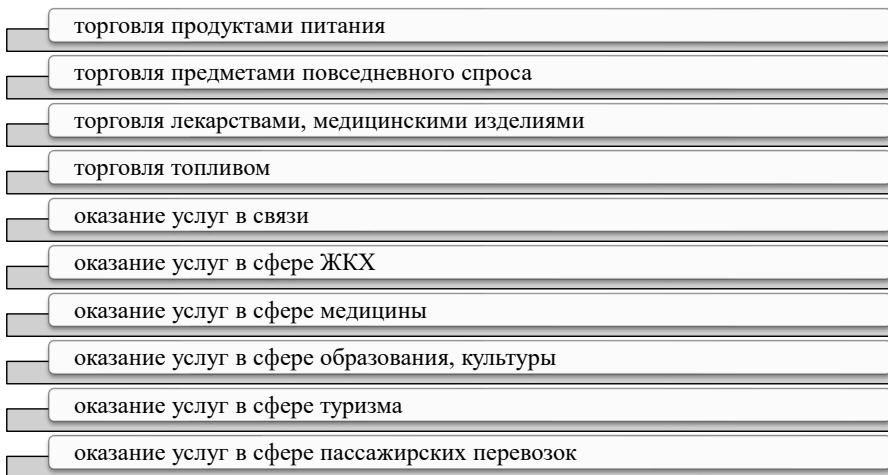 торговля продуктами питания
торговля предметами повседневного спроса
торговля лекарствами, медицинскими изделиями
торговля топливом
оказание услуг в связи
оказание услуг в сфере ЖКХ
оказание услуг в сфере медицины
оказание услуг в сфере образования, культуры
оказание услуг в сфере туризма
оказание услуг в сфере пассажирских перевозок